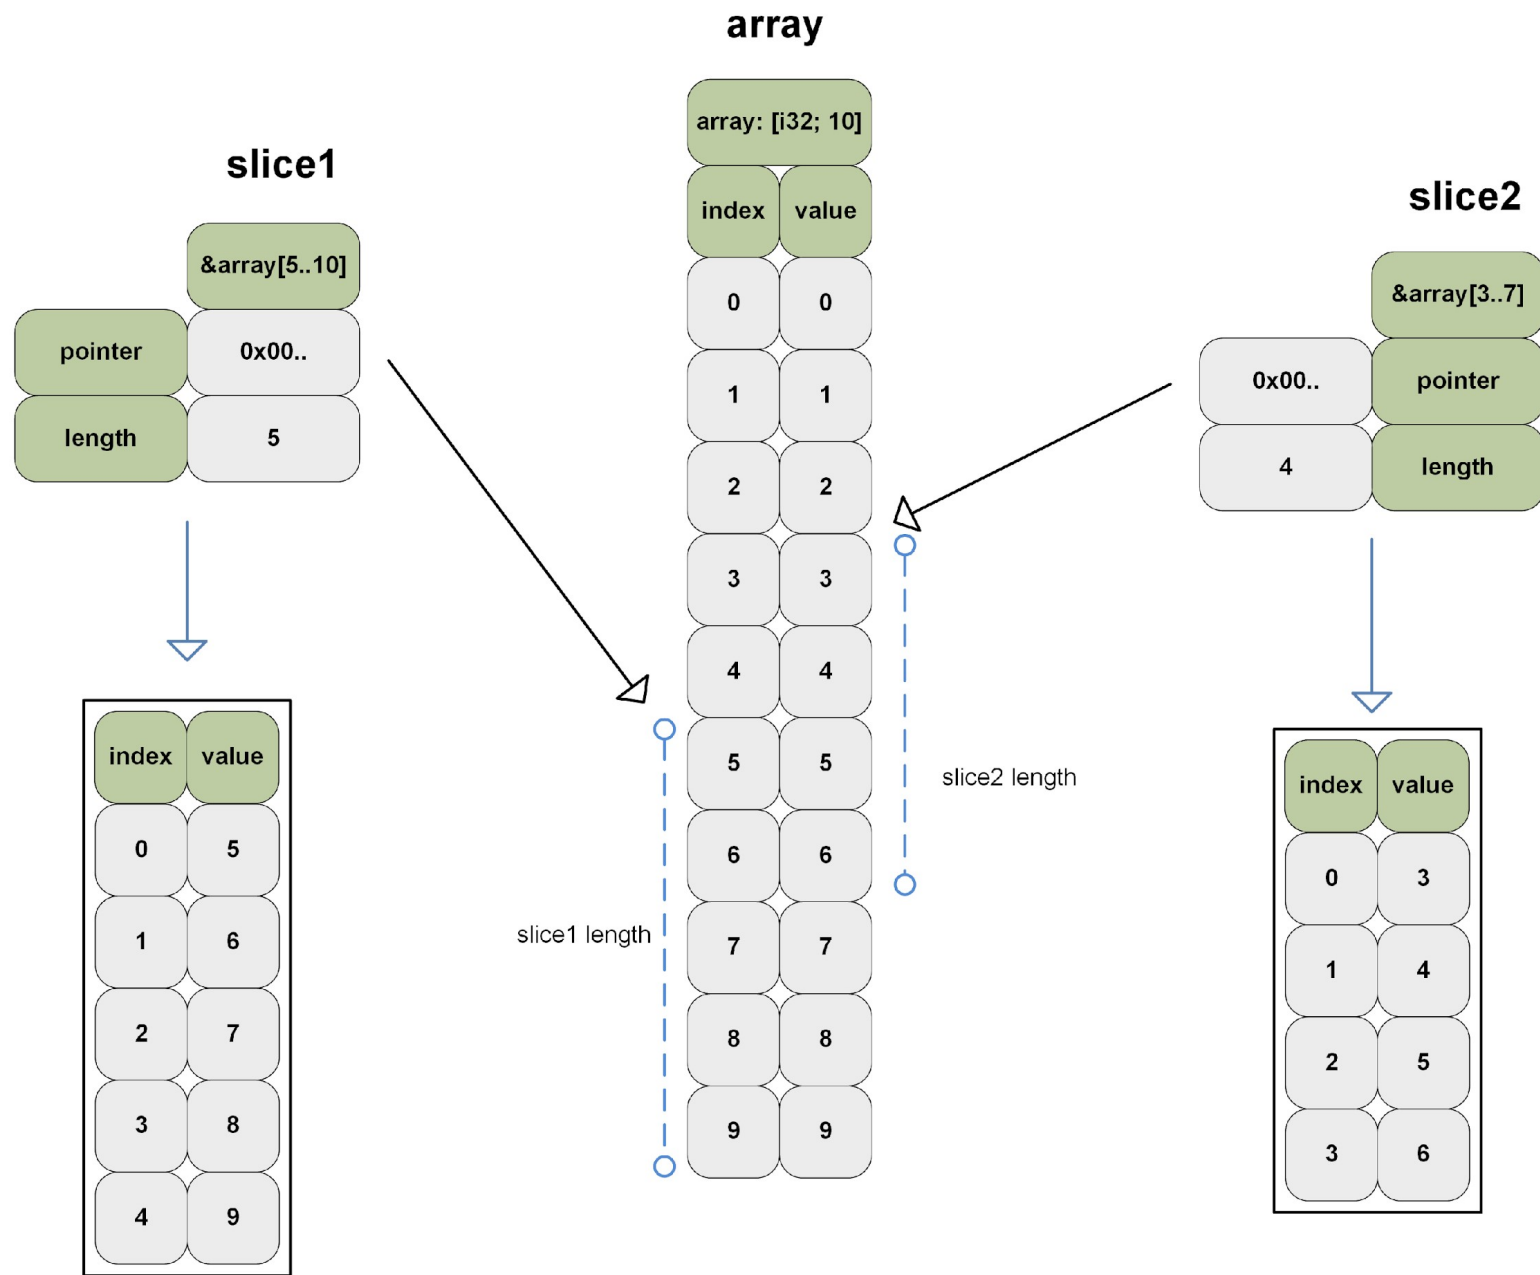 array
array: [i32; 10]
index value
0 0
1 1
2 2
3 3
4 4
5 5
6 6
7 7
8 8
9 9
slice1
&array[5..10]
pointer 0x00..
length 5
index value
0 5
1 6
2 7
3 8
4 9
slice1 length
slice2 length
slice2
&array[3..7]
0x00.. pointer
4 length
index value
0 3
1 4
2 5
3 6